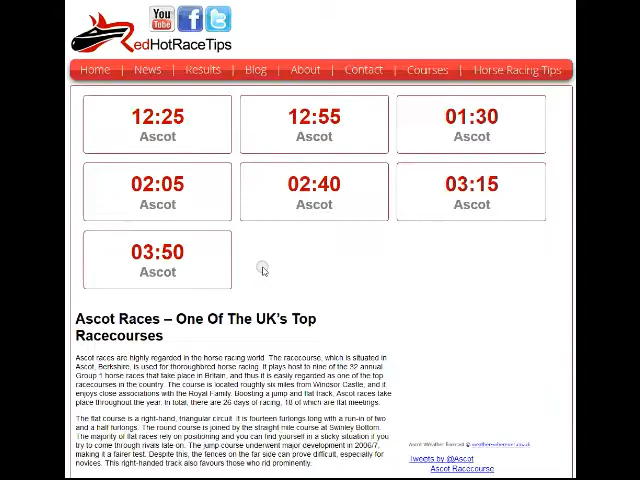 You
Tube
RedHotRaceTips
Home | News | Results | Blog | About | Contact | Courses | Horse Racing Tips
12:25
Ascot
12:55
Ascot
01:30
Ascot
02:05
Ascot
02:40
Ascot
03:15
Ascot
03:50
Ascot
Ascot Races – One Of The UK's Top
Racecourses
Ascot races are highly regarded in the horse racing world. The racecourse, which is situated in
Ascot, Berkshire, is used for thoroughbred horse racing. It plays host to nine of the 32 annual
Group 1 horse races that take place in Britain, and thus it is easily regarded as one of the top
racecourses in the country. The course is located roughly six miles from Windsor Castle, and it
enjoys close associations with the Royal Family. Boasting a jump and flat track, Ascot races take
place throughout the year. In total, there are 26 days of racing, 18 of which are flat meetings.
The flat course is a right-hand, triangular circuit. It is fourteen furlongs long with a run-in of two
and a half furlongs. The round course is joined by the straight mile course at Swinley Bottom.
The majority of flat races rely on positioning and you can find yourself in a sticky situation if you
try to come through rivals late on. The jump course underwent major development in 2006/7,
making it a fairer test. Despite this, the fences on the far side can prove difficult, especially for
novices. This right-handed track also favours those who rid prominently.
Ascot Weather forecast ©
Tweets by @Ascot
Ascot Racecourse